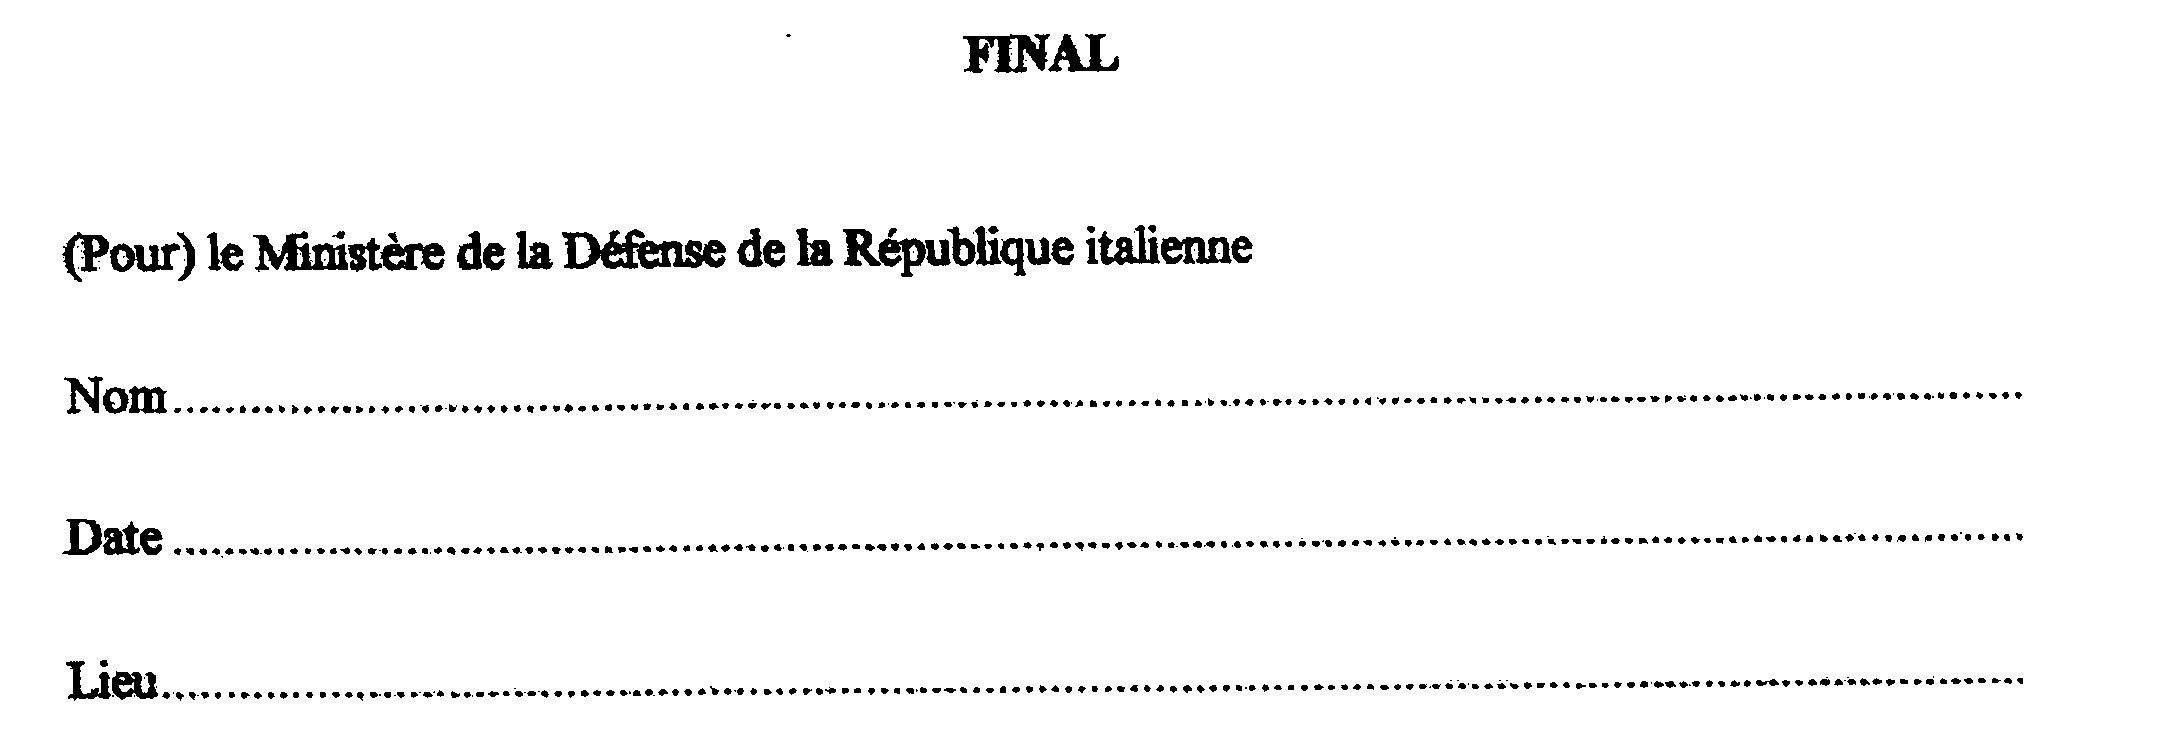 FINAL
(Pour) le Ministère de la Défense de la République italienne
Nom ........................................................................
Date ........................................................................
Lieu ........................................................................